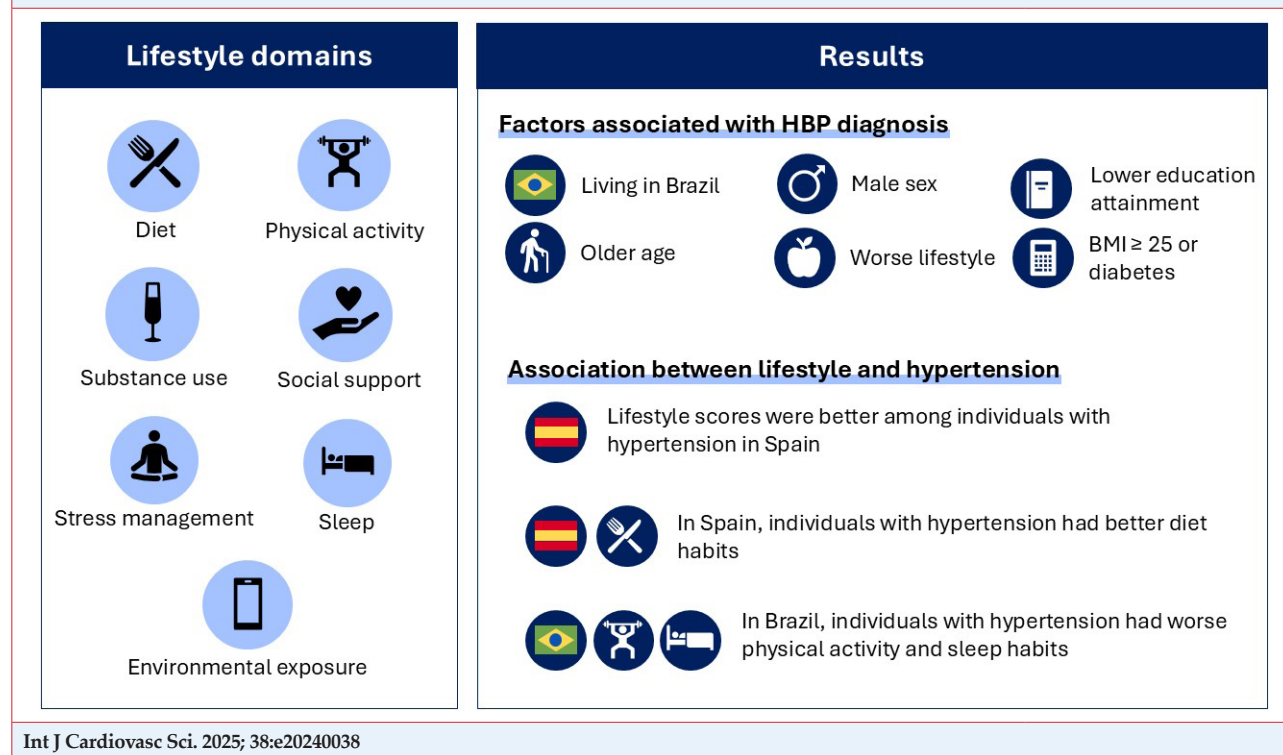 Lifestyle domains
Diet
Physical activity
Substance use
Social support
Stress management
Sleep
Environmental exposure
Results
Factors associated with HBP diagnosis
Living in Brazil
Male sex
Lower education
attainment
Older age
Worse lifestyle
BMI ≥ 25 or
diabetes
Association between lifestyle and hypertension
Lifestyle scores were better among individuals with
hypertension in Spain
In Spain, individuals with hypertension had better diet
habits
In Brazil, individuals with hypertension had worse
physical activity and sleep habits
Int J Cardiovasc Sci. 2025; 38:e20240038